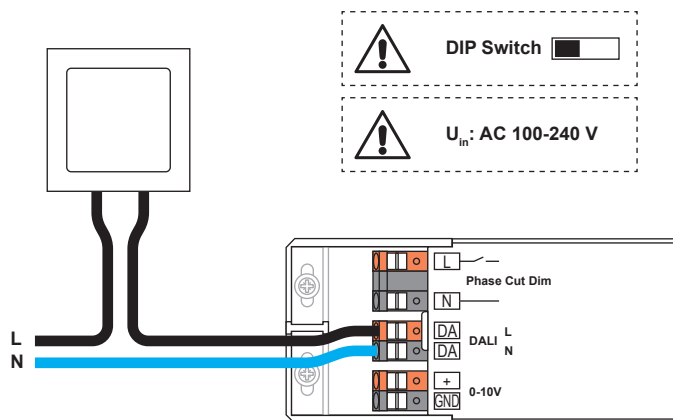 DIP Switch
Uin: AC 100-240 V
L
Phase Cut Dim
N
L
DA
DALI
L
N
DA
N
+
0-10V
GND